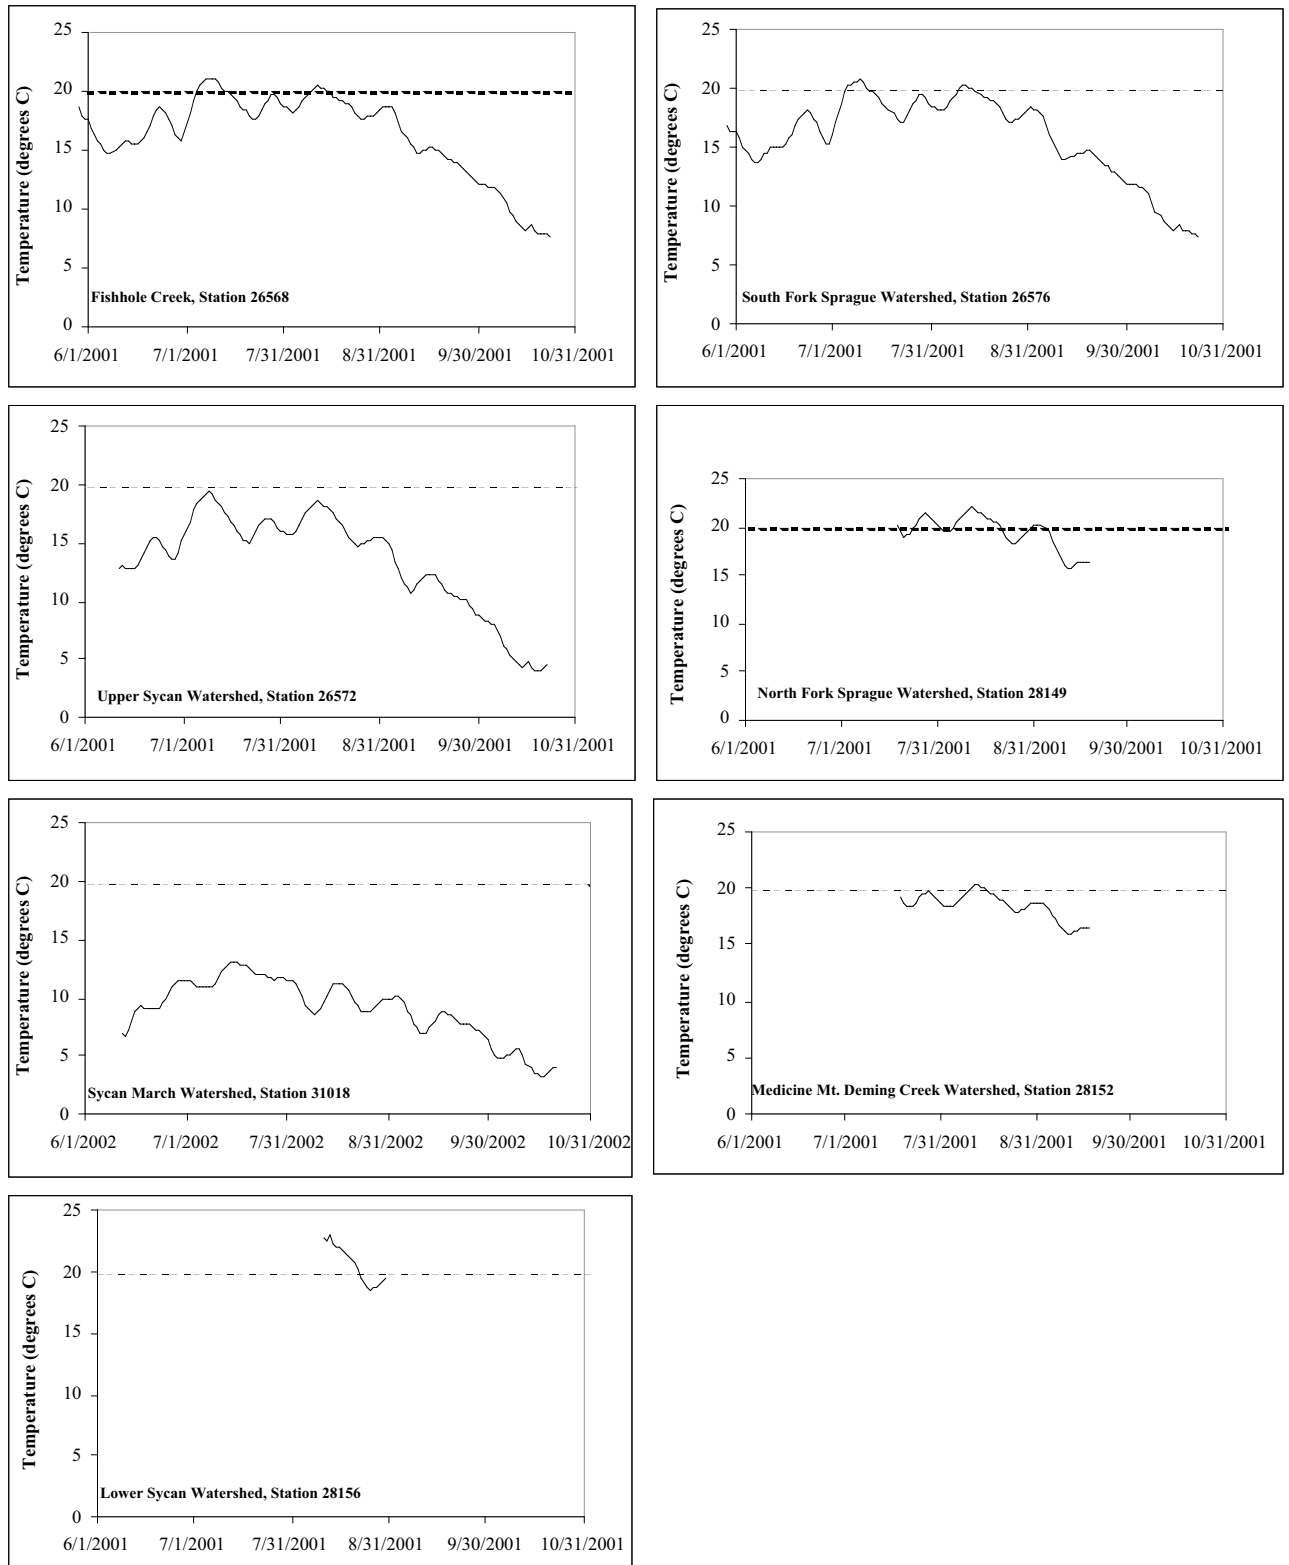 Temperature (degrees C)
25
20
15
10
5
0
Fishhole Creek, Station 26568
6/1/2001 7/1/2001 7/31/2001 8/31/2001 9/30/2001 10/31/2001
Temperature (degrees C)
25
20
15
10
5
0
South Fork Sprague Watershed, Station 26576
6/1/2001 7/1/2001 7/31/2001 8/31/2001 9/30/2001 10/31/2001
Temperature (degrees C)
25
20
15
10
5
0
Upper Sycan Watershed, Station 26572
6/1/2001 7/1/2001 7/31/2001 8/31/2001 9/30/2001 10/31/2001
Temperature (degrees C)
25
20
15
10
5
0
North Fork Sprague Watershed, Station 28149
6/1/2001 7/1/2001 7/31/2001 8/31/2001 9/30/2001 10/31/2001
Temperature (degrees C)
25
20
15
10
5
0
Sycan March Watershed, Station 31018
6/1/2002 7/1/2002 7/31/2002 8/31/2002 9/30/2002 10/31/2002
Temperature (degrees C)
25
20
15
10
5
0
Medicine Mt. Deming Creek Watershed, Station 28152
6/1/2001 7/1/2001 7/31/2001 8/31/2001 9/30/2001 10/31/2001
Temperature (degrees C)
25
20
15
10
5
0
Lower Sycan Watershed, Station 28156
6/1/2001 7/1/2001 7/31/2001 8/31/2001 9/30/2001 10/31/2001